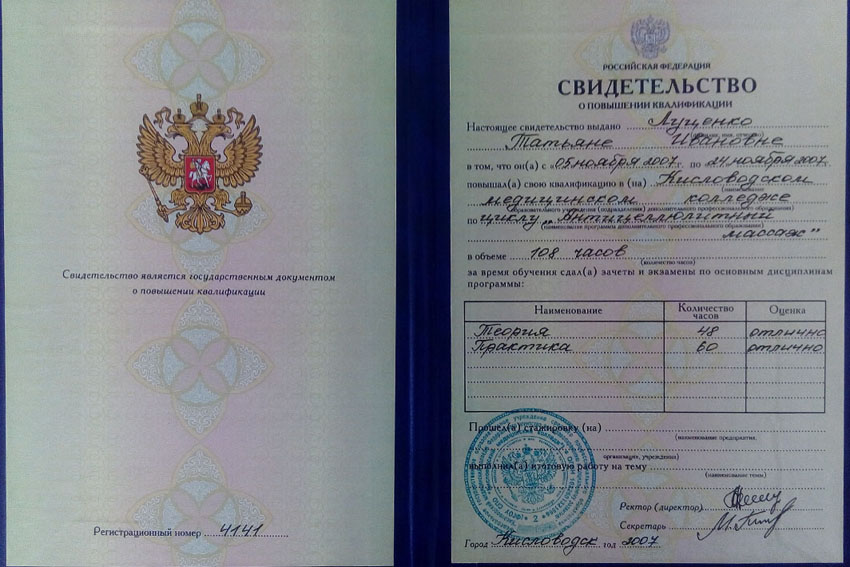 Свидетельство является государственным документом
о повышении квалификации
Регистрационный номер 4141
РОССИЙСКАЯ ФЕДЕРАЦИЯ
СВИДЕТЕЛЬСТВО
О ПОВЫШЕНИИ КВАЛИФИКАЦИИ
Настоящее свидетельство выдано Луценко
Татьяне Ивановне
в том, что он(а) с «05 ноября 2007 г. по 24 ноября 2007
повышал(а) свою квалификацию в (на) Кисловодском
(наименование
медицинском колледже
образовательного учреждения (подразделения) дополнительного профессионального образования)
по циклу „Антицеллюлитный
(наименование программы дополнительного профессионального образования)
массаж"
в объеме 108 часов
(количество часов)
за время обучения сдал(а) зачеты и экзамены по основным дисциплинам
программы:
Наименование Количество часов Оценка
Теория 48 отлично
Практика 60 отлично
Прошел(а) стажировку (на)
(наименование предприятия,
организации, учреждения)
выполнил(а) итоговую работу на тему
(наименование темы)
Ректор (директор)
Секретарь
Город Кисловодск год 2007